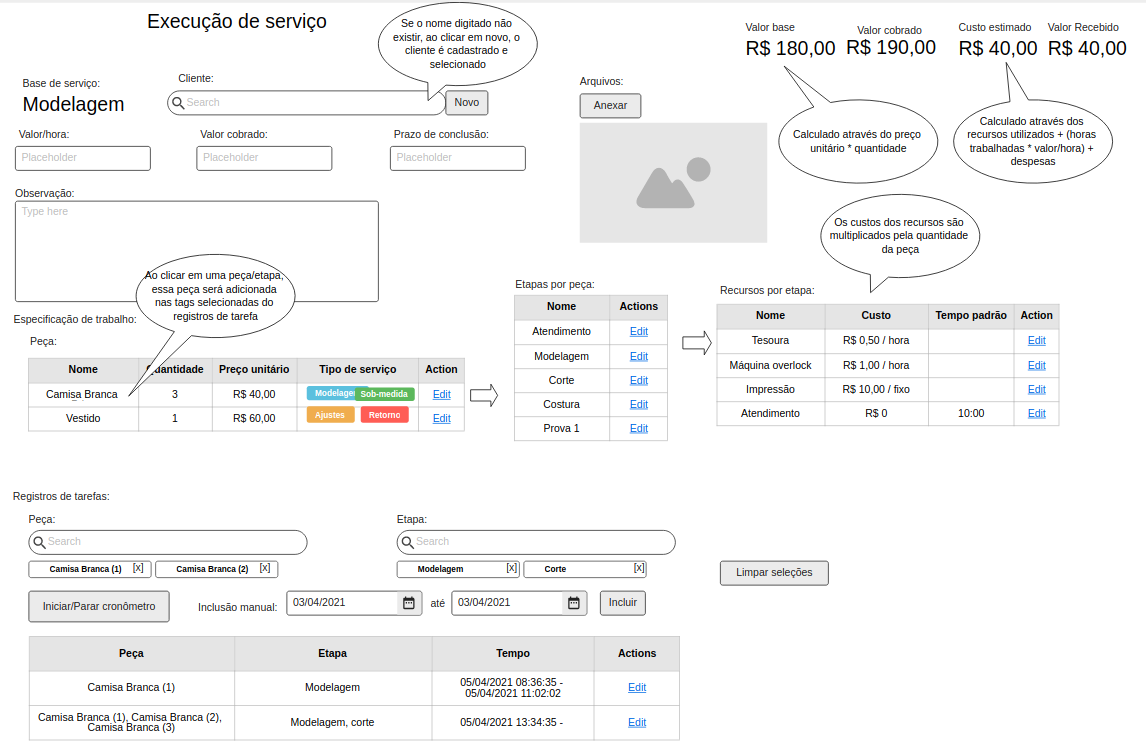 Execução de serviço
Se o nome digitado não
existir, ao clicar em novo, o
cliente é cadastrado e
selecionado
Valor base
R$ 180,00
Valor cobrado
R$ 190,00
Custo estimado
R$ 40,00
Valor Recebido
R$ 40,00
Base de serviço:
Modelagem
Cliente:
Search
Novo
Arquivos:
Anexar
Calculado através do preço
unitário * quantidade
Calculado através dos
recursos utilizados + (horas
trabalhadas * valor/hora) +
despesas
Valor/hora:
Placeholder
Valor cobrado:
Placeholder
Prazo de conclusão:
Placeholder
Observação:
Type here
Os custos dos recursos são
multiplicados pela quantidade
da peça
Ao clicar em uma peça/etapa,
essa peça será adicionada
nas tags selecionadas do
registros de tarefa
Especificação de trabalho:
Peça:
Nome Quantidade Preço unitário Tipo de serviço Action
Camisa Branca 3 R$ 40,00 Modelagem Sob-medida Edit
Vestido 1 R$ 60,00 Ajustes Retorno Edit
Etapas por peça:
Nome Actions
Atendimento Edit
Modelagem Edit
Corte Edit
Costura Edit
Prova 1 Edit
Recursos por etapa:
Nome Custo Tempo padrão Action
Tesoura R$ 0,50 / hora Edit
Máquina overlock R$ 1,00 / hora Edit
Impressão R$ 10,00 / fixo Edit
Atendimento R$ 0 10:00 Edit
Registros de tarefas:
Peça:
Search
Camisa Branca (1) [x] Camisa Branca (2) [x]
Etapa:
Search
Modelagem [x] Corte [x]
Limpar seleções
Iniciar/Parar cronômetro
Inclusão manual: 03/04/2021 até 03/04/2021 Incluir
Peça Etapa Tempo Actions
Camisa Branca (1) Modelagem 05/04/2021 08:36:35 -
05/04/2021 11:02:02 Edit
Camisa Branca (1), Camisa Branca (2),
Camisa Branca (3) Modelagem, corte 05/04/2021 13:34:35 - Edit